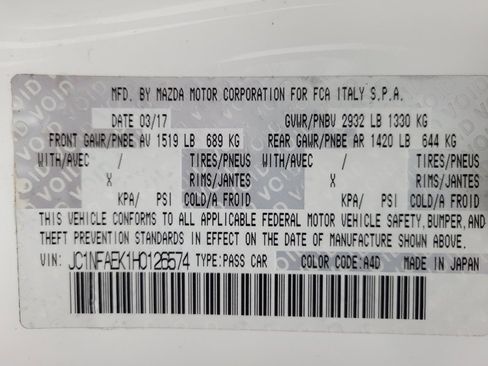 MFD. BY MAZDA MOTOR CORPORATION FOR FCA ITALY S.P.A.
DATE 03/17 GVWR/PNBV 2932 LB 1330 KG
FRONT GAWR/PNBE AV 1519 LB 689 KG REAR GAWR/PNBE AR 1420 LB 644 KG
WITH/AVEC / TIRES/PNEUS WITH/AVEC / TIRES/PNEUS
X RIMS/JANTES X RIMS/JANTES
KPA/ PSI COLD/A FROID KPA/ PSI COLD/A FROID
THIS VEHICLE CONFORMS TO ALL APPLICABLE FEDERAL MOTOR VEHICLE SAFETY, BUMPER, AND
THEFT PREVENTION STANDARDS IN EFFECT ON THE DATE OF MANUFACTURE SHOWN ABOVE.
VIN: JC1NFAEK1H0126574 TYPE: PASS CAR COLOR: A4D MADE IN JAPAN